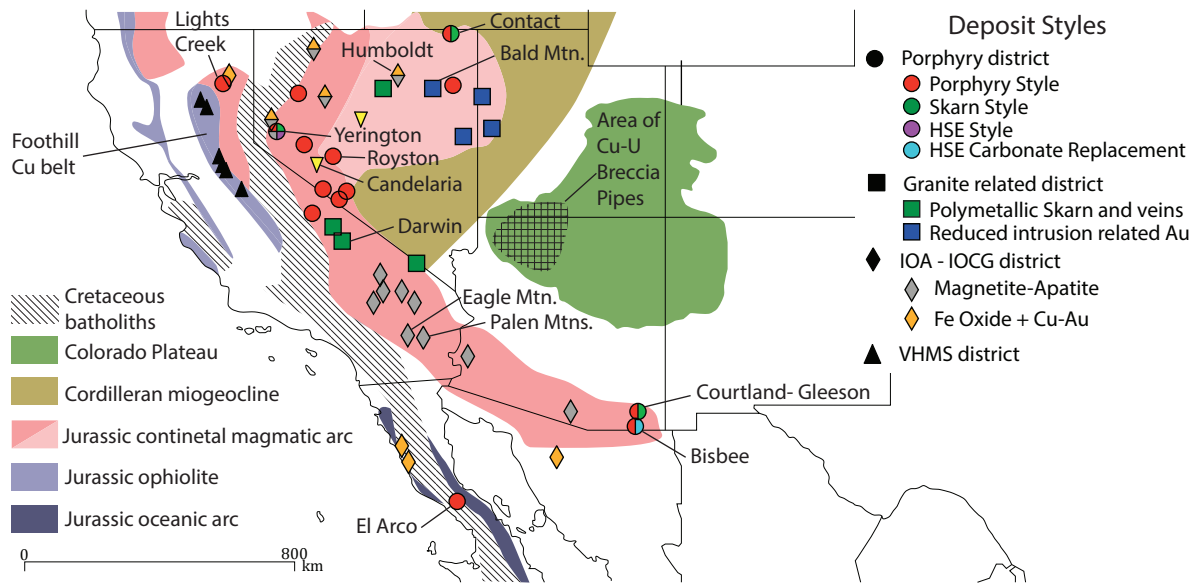 Lights
Creek
Humboldt
Contact
Bald Mtn.
Foothill
Cu belt
Yerington
Royston
Candelaria
Darwin
Area of
Cu-U
Breccia
Pipes
Eagle Mtn.
Palen Mtns.
Courtland- Gleeson
Bisbee
El Arco
Cretaceous
batholiths
Colorado Plateau
Cordilleran miogeocline
Jurassic continetal magmatic arc
Jurassic ophiolite
Jurassic oceanic arc
0 800
km
Deposit Styles
Porphyry district
Porphyry Style
Skarn Style
HSE Style
HSE Carbonate Replacement
Granite related district
Polymetallic Skarn and veins
Reduced intrusion related Au
IOA - IOCG district
Magnetite-Apatite
Fe Oxide + Cu-Au
VHMS district